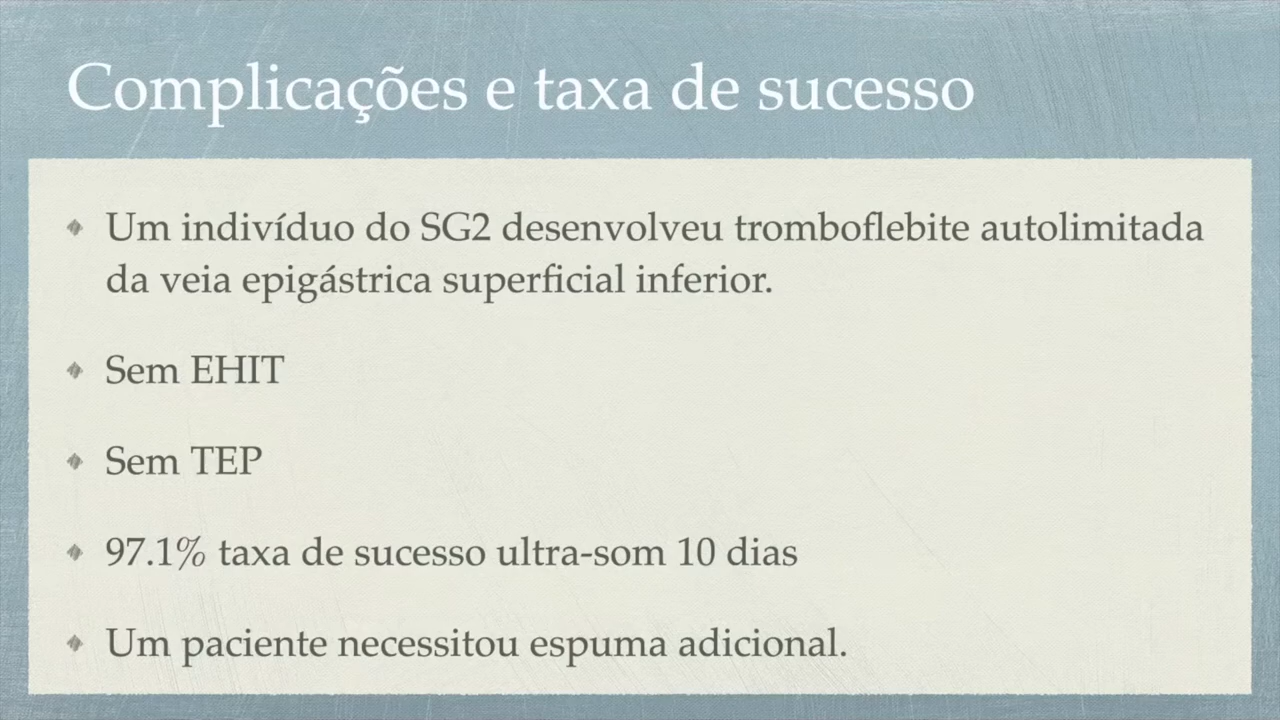 Complicações e taxa de sucesso
Um indivíduo do SG2 desenvolveu tromboflebite autolimitada
da veia epigástrica superficial inferior.
Sem EHIT
Sem TEP
97.1% taxa de sucesso ultra-som 10 dias
Um paciente necessitou espuma adicional.